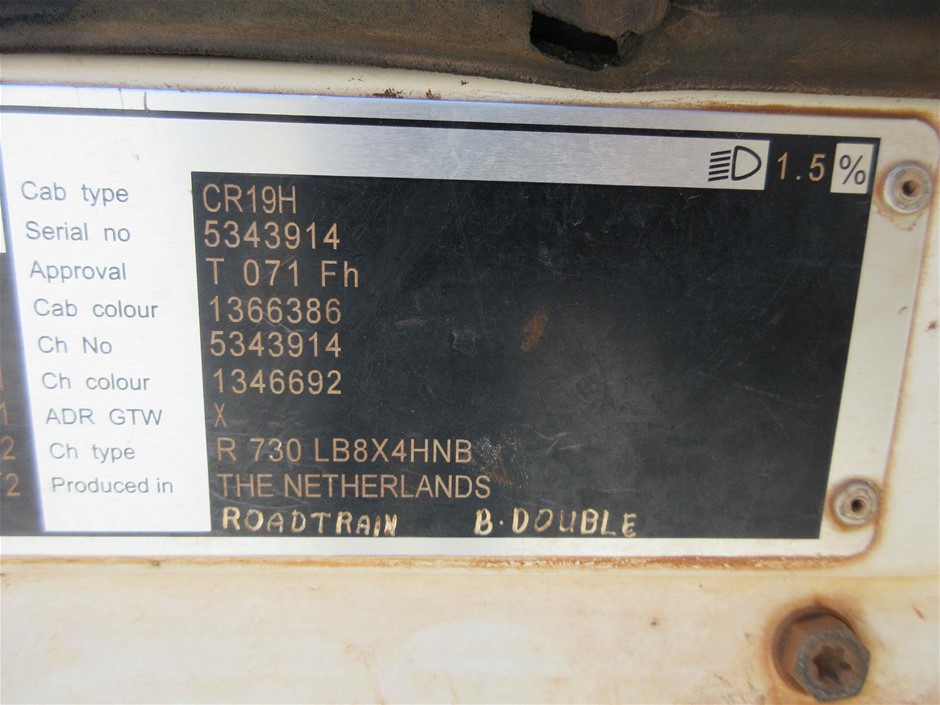 1.5 %
Cab type CR19H
Serial no 5343914
Approval T 071 Fh
Cab colour 1366386
Ch No 5343914
Ch colour 1346692
ADR GTW X
Ch type R 730 LB8X4HNB
Produced in THE NETHERLANDS
ROADTRAIN B.DOUBLE